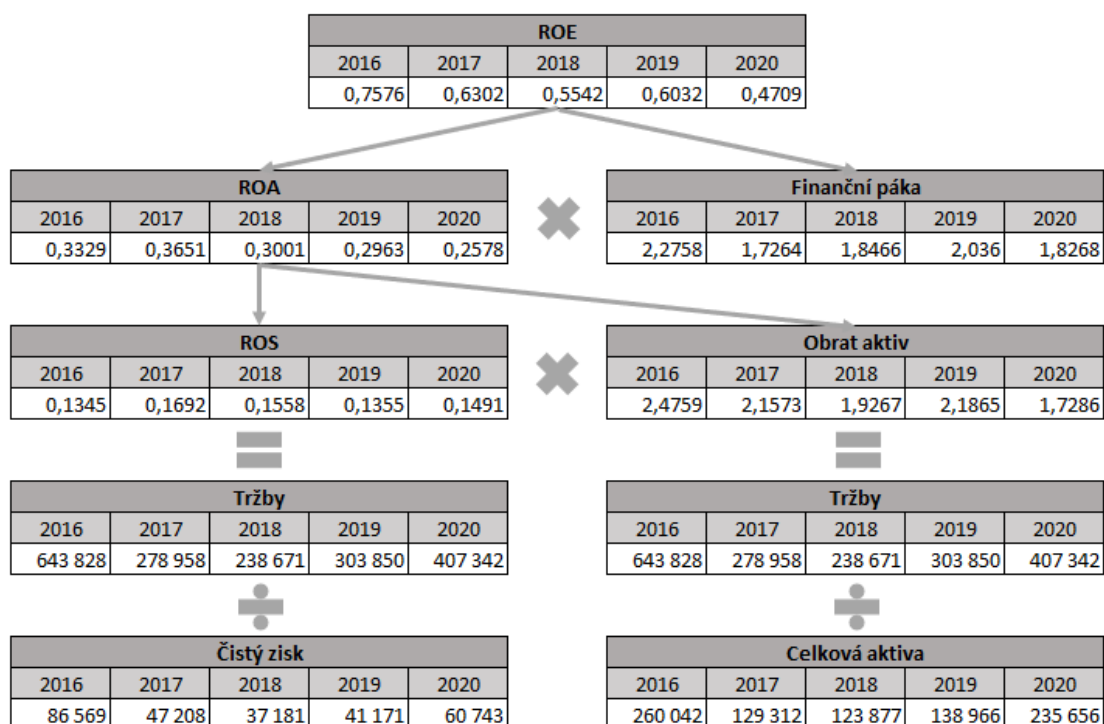 ROE
2016 2017 2018 2019 2020
0,7576 0,6302 0,5542 0,6032 0,4709
ROA Finanční páka
2016 2017 2018 2019 2020 2016 2017 2018 2019 2020
0,3329 0,3651 0,3001 0,2963 0,2578 2,2758 1,7264 1,8466 2,036 1,8268
ROS Obrat aktiv
2016 2017 2018 2019 2020 2016 2017 2018 2019 2020
0,1345 0,1692 0,1558 0,1355 0,1491 2,4759 2,1573 1,9267 2,1865 1,7286
Tržby Tržby
2016 2017 2018 2019 2020 2016 2017 2018 2019 2020
643 828 278 958 238 671 303 850 407 342 643 828 278 958 238 671 303 850 407 342
Čistý zisk Celková aktiva
2016 2017 2018 2019 2020 2016 2017 2018 2019 2020
86 569 47 208 37 181 41 171 60 743 260 042 129 312 123 877 138 966 235 656